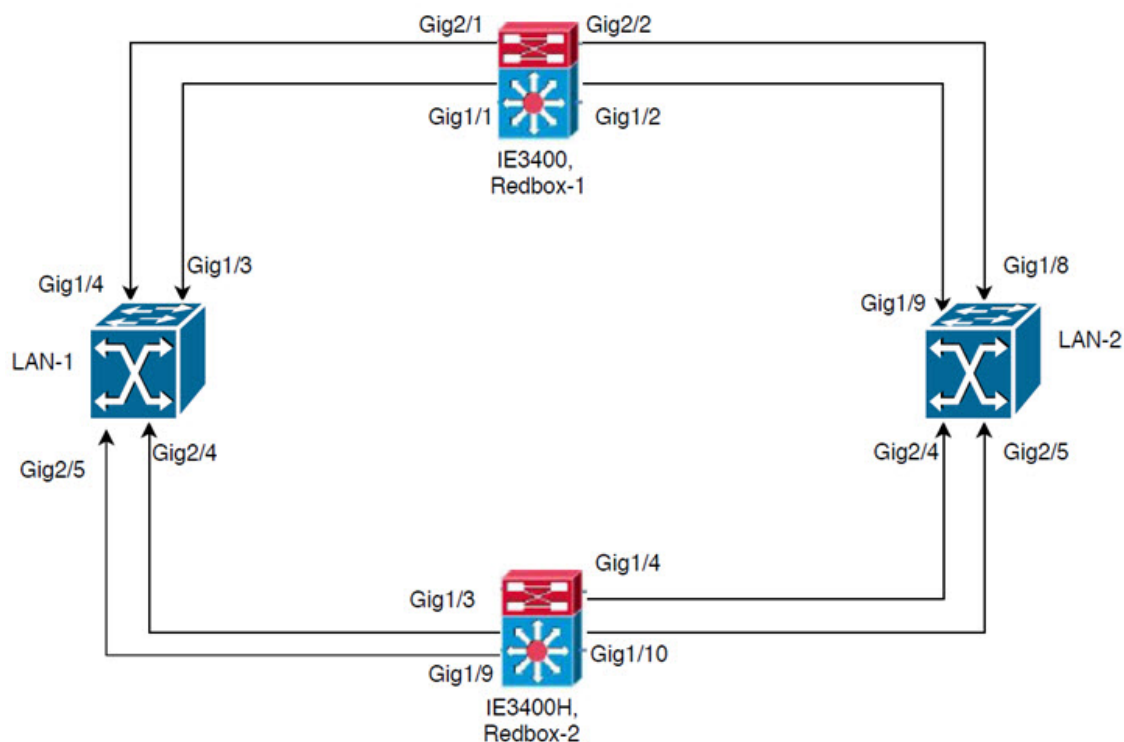 Gig2/1
Gig2/2
Gig1/1
Gig1/2
IE3400,
Redbox-1
Gig1/4
Gig1/3
Gig1/8
Gig1/9
LAN-1
LAN-2
Gig2/5
Gig2/4
Gig2/4
Gig2/5
Gig1/3
Gig1/4
Gig1/9
Gig1/10
IE3400H,
Redbox-2